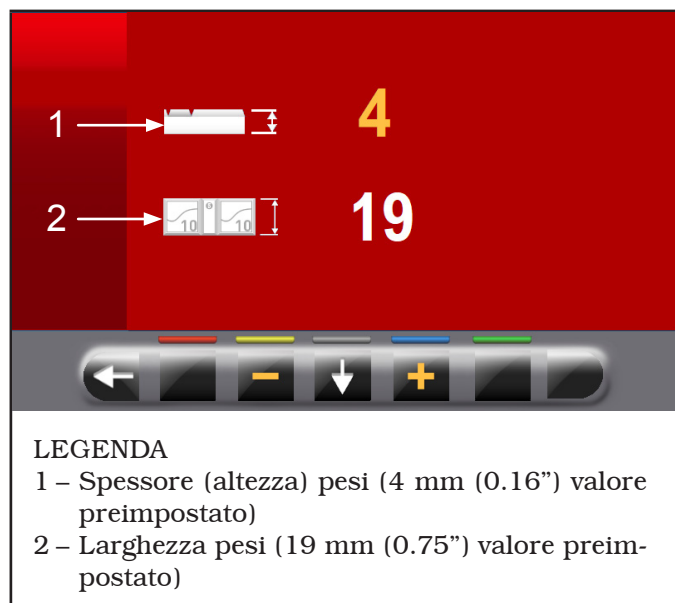 1
4
2
10
10
19
LEGENDA
1 – Spessore (altezza) pesi (4 mm (0.16”) valore
preimpostato)
2 – Larghezza pesi (19 mm (0.75”) valore preim-
postato)